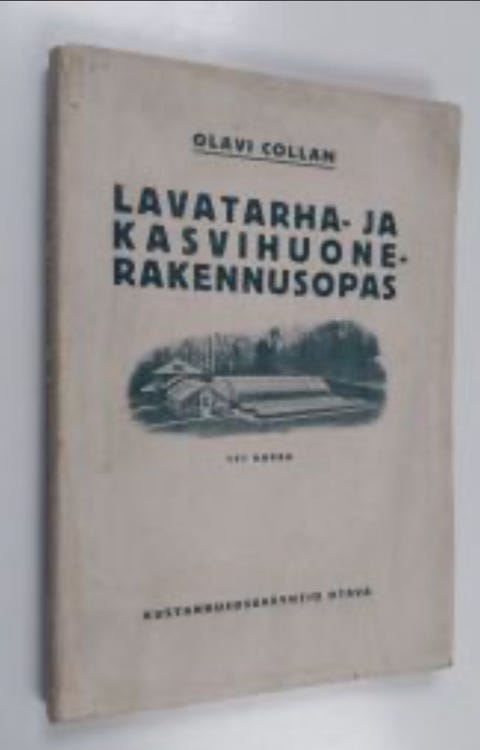 OLAVI COLLAN
LAVATARHA- JA
KASVIHUONE-
RAKENNUSOPAS
KUSTANNUSOSAKEYHTIÖ OTAVA